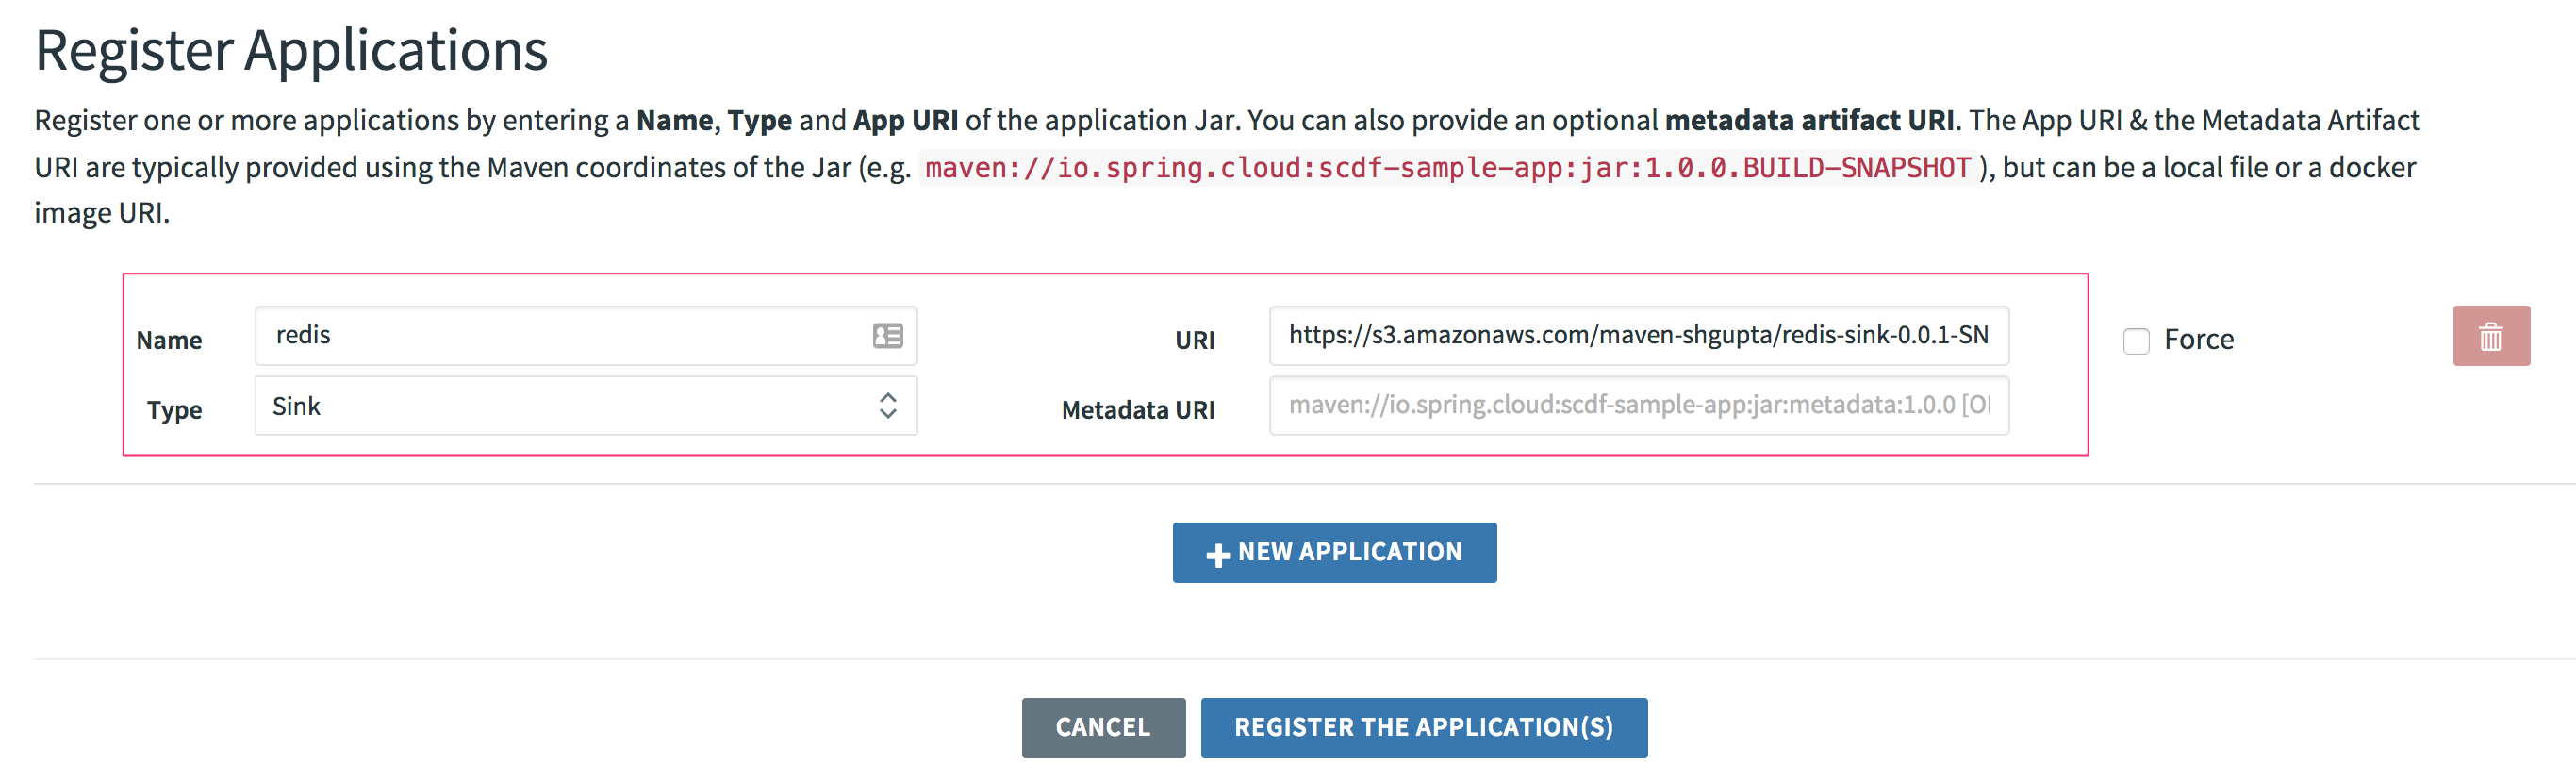 Register Applications
Register one or more applications by entering a Name, Type and App URI of the application Jar. You can also provide an optional metadata artifact URI. The App URI & the Metadata Artifact
URI are typically provided using the Maven coordinates of the Jar (e.g. maven://io.spring.cloud:scdf-sample-app:jar:1.0.0.BUILD-SNAPSHOT), but can be a local file or a docker
image URI.
Name redis URI https://s3.amazonaws.com/maven-shgupta/redis-sink-0.0.1-SN Force
Type Sink Metadata URI maven://io.spring.cloud:scdf-sample-app:jar:metadata:1.0.0 [O
NEW APPLICATION
CANCEL REGISTER THE APPLICATION(S)